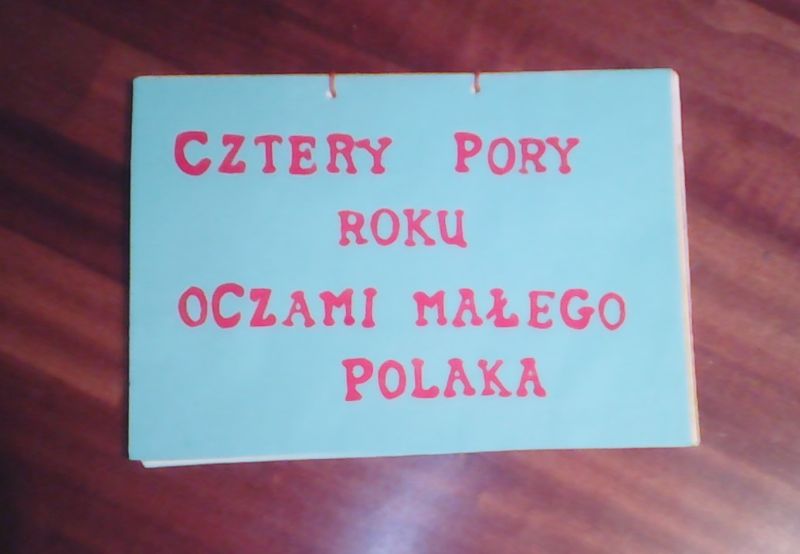 CZTERY PORY
ROKU
OCZAMI MAŁEGO
POLAKA